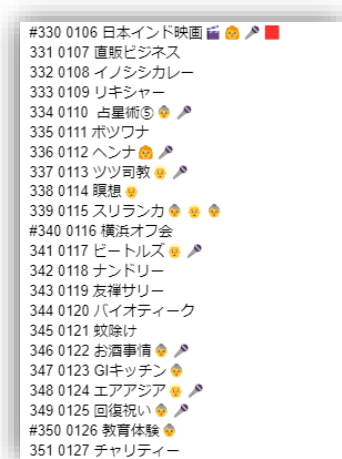 #330 0106 日本インド映画🎬👩‍🦰🎤🟥
331 0107 直販ビジネス
332 0108 イノシシカレー
333 0109 リキシャー
334 0110 占星術⑤👵🎤
335 0111 ボツワナ
336 0112 ヘンナ👩‍🦰🎤
337 0113 ツツ司教👴🎤
338 0114 瞑想👴
339 0115 スリランカ👵👴👵
#340 0116 横浜オフ会
341 0117 ビートルズ👴🎤
342 0118 ナンドリー
343 0119 友禅サリー
344 0120 バイオティーク
345 0121 蚊除け
346 0122 お酒事情👵🎤
347 0123 GIキッチン👵
348 0124 エアアジア👴🎤
349 0125 回復祝い👵🎤
#350 0126 教育体験👵
351 0127 チャリティー